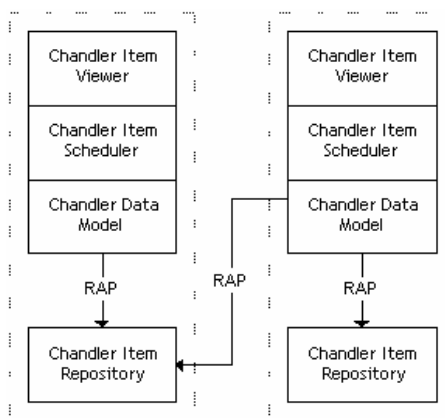 Chandler Item
Viewer
Chandler Item
Scheduler
Chandler Data
Model
RAP
Chandler Item
Repository
RAP
Chandler Item
Viewer
Chandler Item
Scheduler
Chandler Data
Model
RAP
Chandler Item
Repository